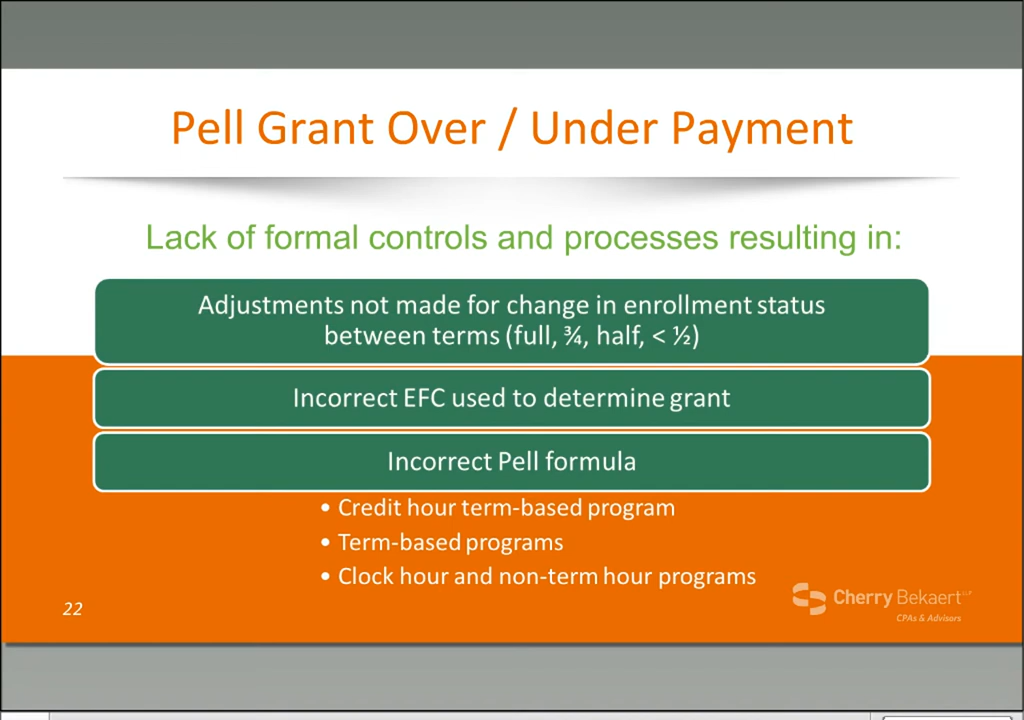 Pell Grant Over / Under Payment
Lack of formal controls and processes resulting in:
Adjustments not made for change in enrollment status
between terms (full, ¾, half, < ½)
Incorrect EFC used to determine grant
Incorrect Pell formula
• Credit hour term-based program
• Term-based programs
• Clock hour and non-term hour programs
22
Cherry Bekaert LLP
CPAs & Advisors